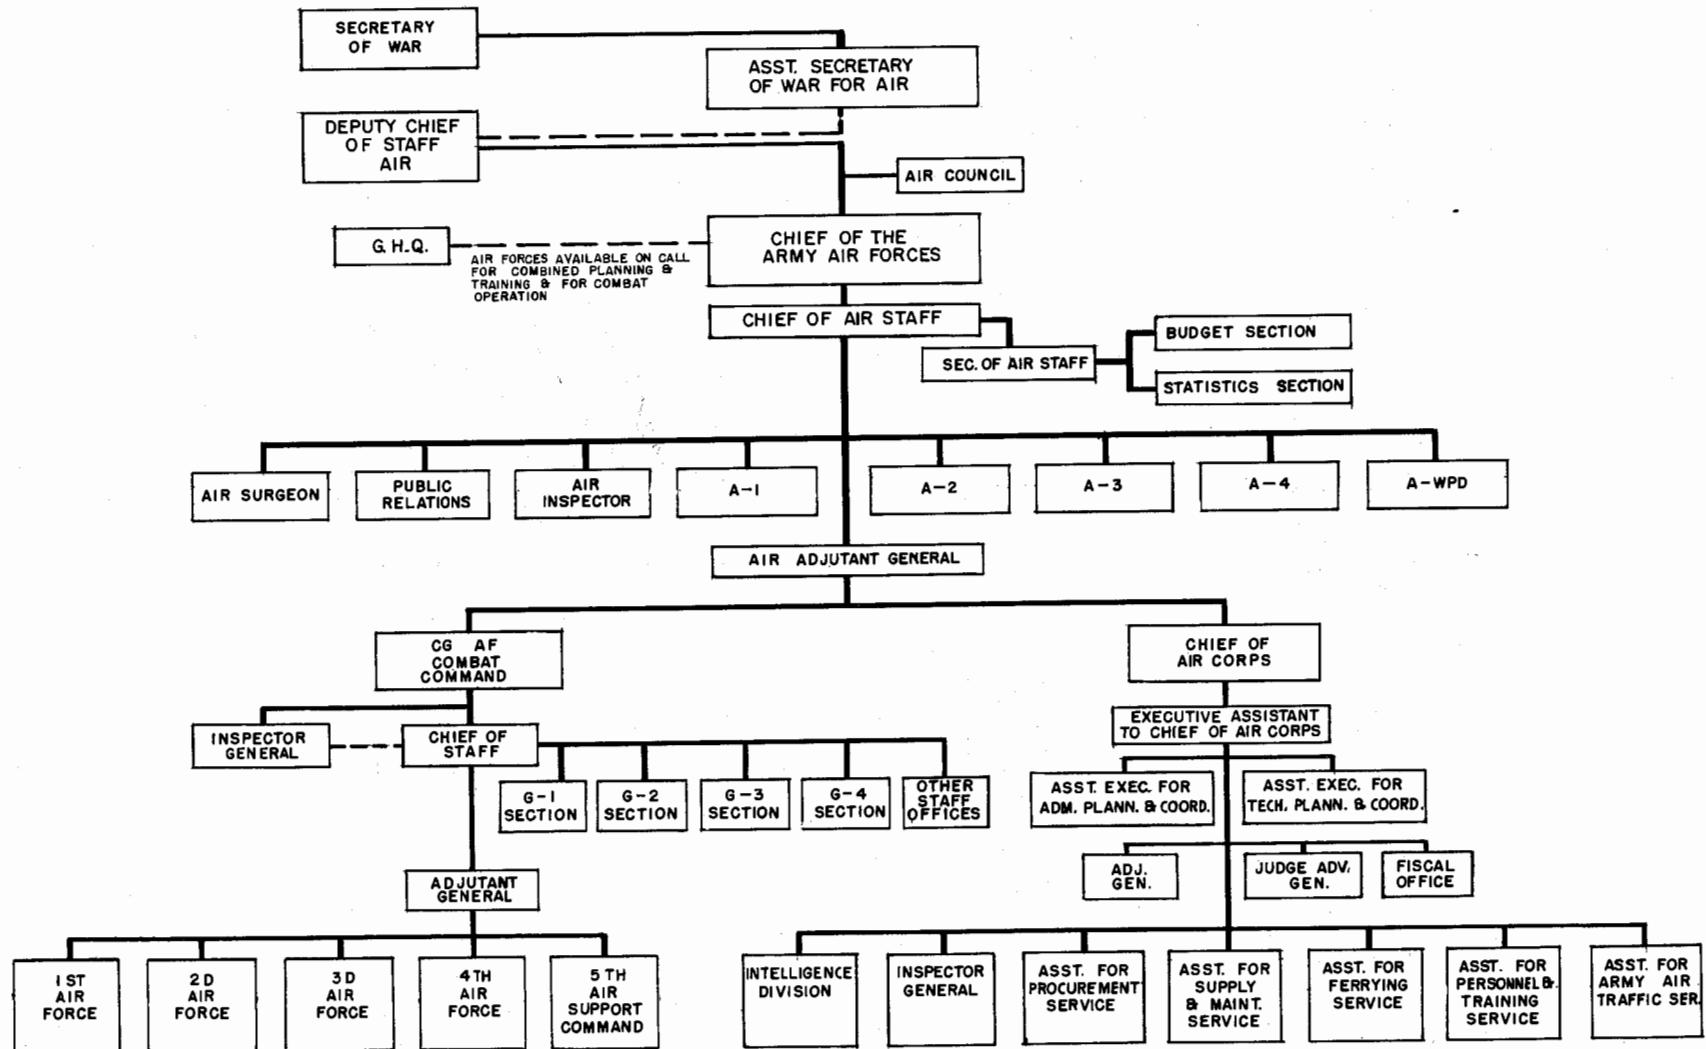 SECRETARY
OF WAR
ASST. SECRETARY
OF WAR FOR AIR
DEPUTY CHIEF
OF STAFF
AIR
AIR COUNCIL
G.H.Q.
AIR FORCES AVAILABLE ON CALL
FOR COMBINED PLANNING &
TRAINING & FOR COMBAT
OPERATION
CHIEF OF THE
ARMY AIR FORCES
CHIEF OF AIR STAFF
SEC. OF AIR STAFF
BUDGET SECTION
STATISTICS SECTION
AIR SURGEON
PUBLIC
RELATIONS
AIR
INSPECTOR
A-1
A-2
A-3
A-4
A-WPD
AIR ADJUTANT GENERAL
CG AF
COMBAT
COMMAND
CHIEF OF
AIR CORPS
INSPECTOR
GENERAL
CHIEF OF
STAFF
EXECUTIVE ASSISTANT
TO CHIEF OF AIR CORPS
G-1
SECTION
G-2
SECTION
G-3
SECTION
G-4
SECTION
OTHER
STAFF
OFFICES
ASST. EXEC. FOR
ADM. PLANN. & COORD.
ASST. EXEC. FOR
TECH. PLANN. & COORD.
ADJ.
GEN.
JUDGE ADV.
GEN.
FISCAL
OFFICE
ADJUTANT
GENERAL
1ST
AIR
FORCE
2D
AIR
FORCE
3D
AIR
FORCE
4TH
AIR
FORCE
5TH
AIR
SUPPORT
COMMAND
INTELLIGENCE
DIVISION
INSPECTOR
GENERAL
ASST. FOR
PROCUREMENT
SERVICE
ASST. FOR
SUPPLY
& MAINT.
SERVICE
ASST. FOR
FERRYING
SERVICE
ASST. FOR
PERSONNEL &
TRAINING
SERVICE
ASST. FOR
ARMY AIR
TRAFFIC SER.